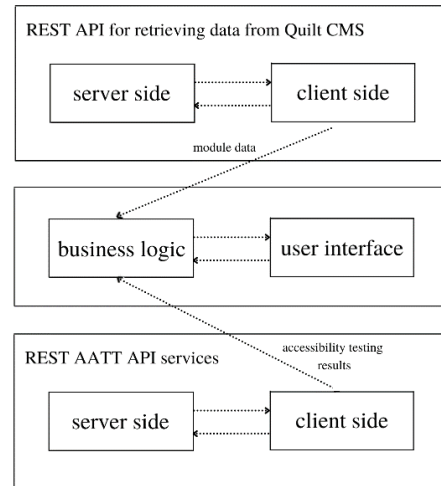 REST API for retrieving data from Quilt CMS
server side
client side
module data
business logic
user interface
accessibility testing
results
REST AATT API services
server side
client side